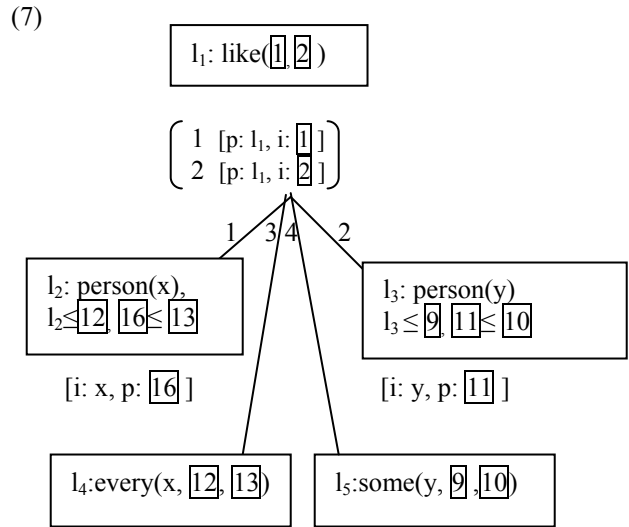 (7)
l₁: like(1, 2 )
1 [p: l₁, i: 1 ]
2 [p: l₁, i: 2 ]
1 3 4 2
l₂: person(x),
l₂≤12, 16≤ 13
[i: x, p: 16 ]
l₃: person(y)
l₃ ≤ 9, 11≤ 10
[i: y, p: 11 ]
l₄:every(x, 12, 13)
l₅:some(y, 9 ,10)